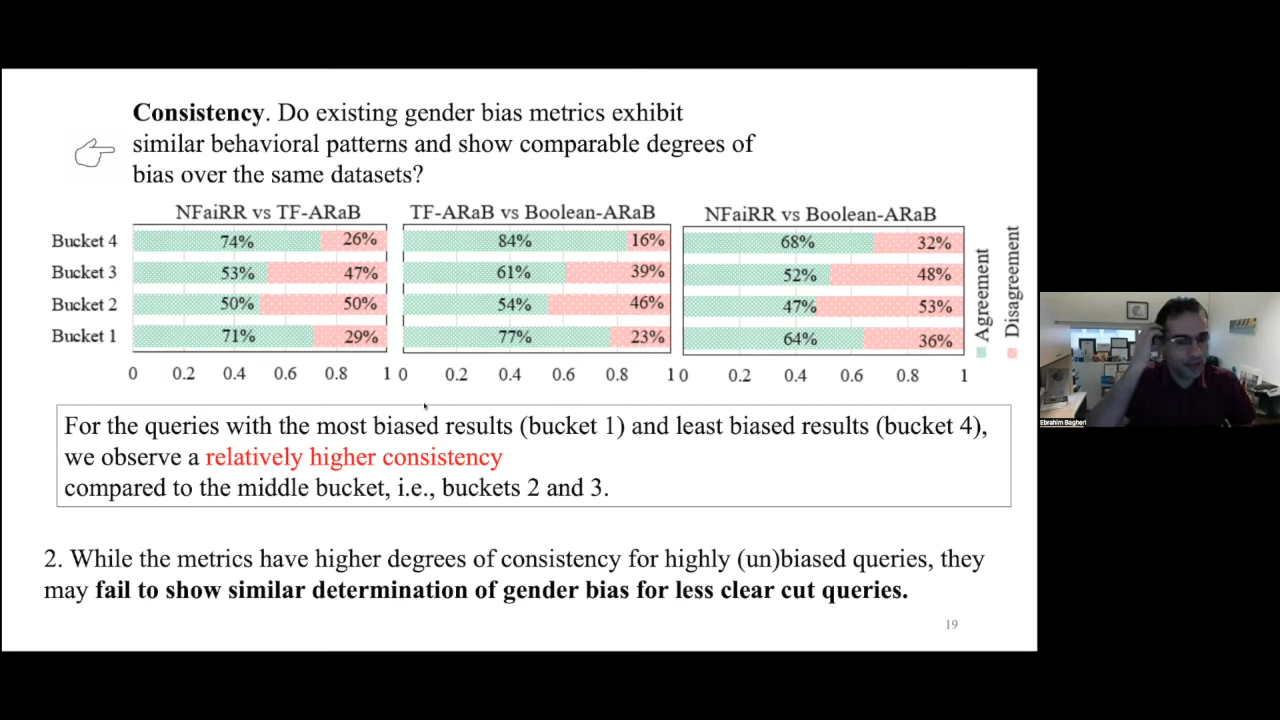 Consistency. Do existing gender bias metrics exhibit
similar behavioral patterns and show comparable degrees of
bias over the same datasets?
NFaiRR vs TF-ARaB
TF-ARaB vs Boolean-ARaB
NFaiRR vs Boolean-ARaB
Bucket 4 74% 26% 84% 16% 68% 32%
Bucket 3 53% 47% 61% 39% 52% 48%
Bucket 2 50% 50% 54% 46% 47% 53%
Bucket 1 71% 29% 77% 23% 64% 36%
0 0.2 0.4 0.6 0.8 1 0 0.2 0.4 0.6 0.8 1 0 0.2 0.4 0.6 0.8 1
Agreement
Disagreement
For the queries with the most biased results (bucket 1) and least biased results (bucket 4),
we observe a relatively higher consistency
compared to the middle bucket, i.e., buckets 2 and 3.
2. While the metrics have higher degrees of consistency for highly (un)biased queries, they
may fail to show similar determination of gender bias for less clear cut queries.
19
Ebrahim Bagheri